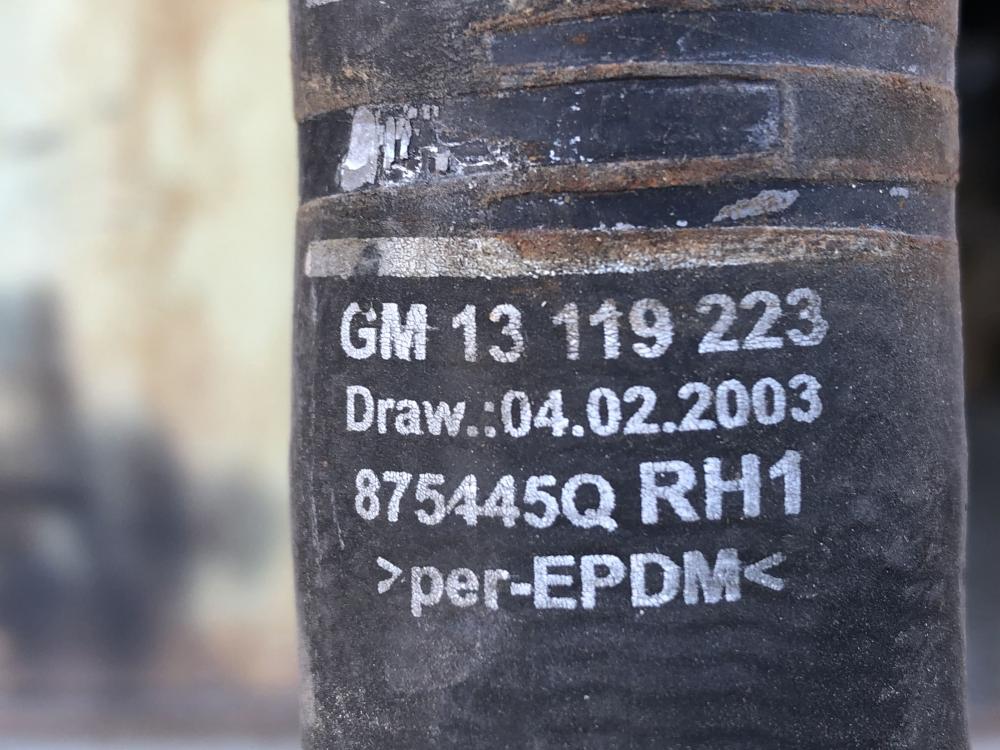 GM 13 119 223
Draw.:04.02.2003
875445Q RH1
>per-EPDM<